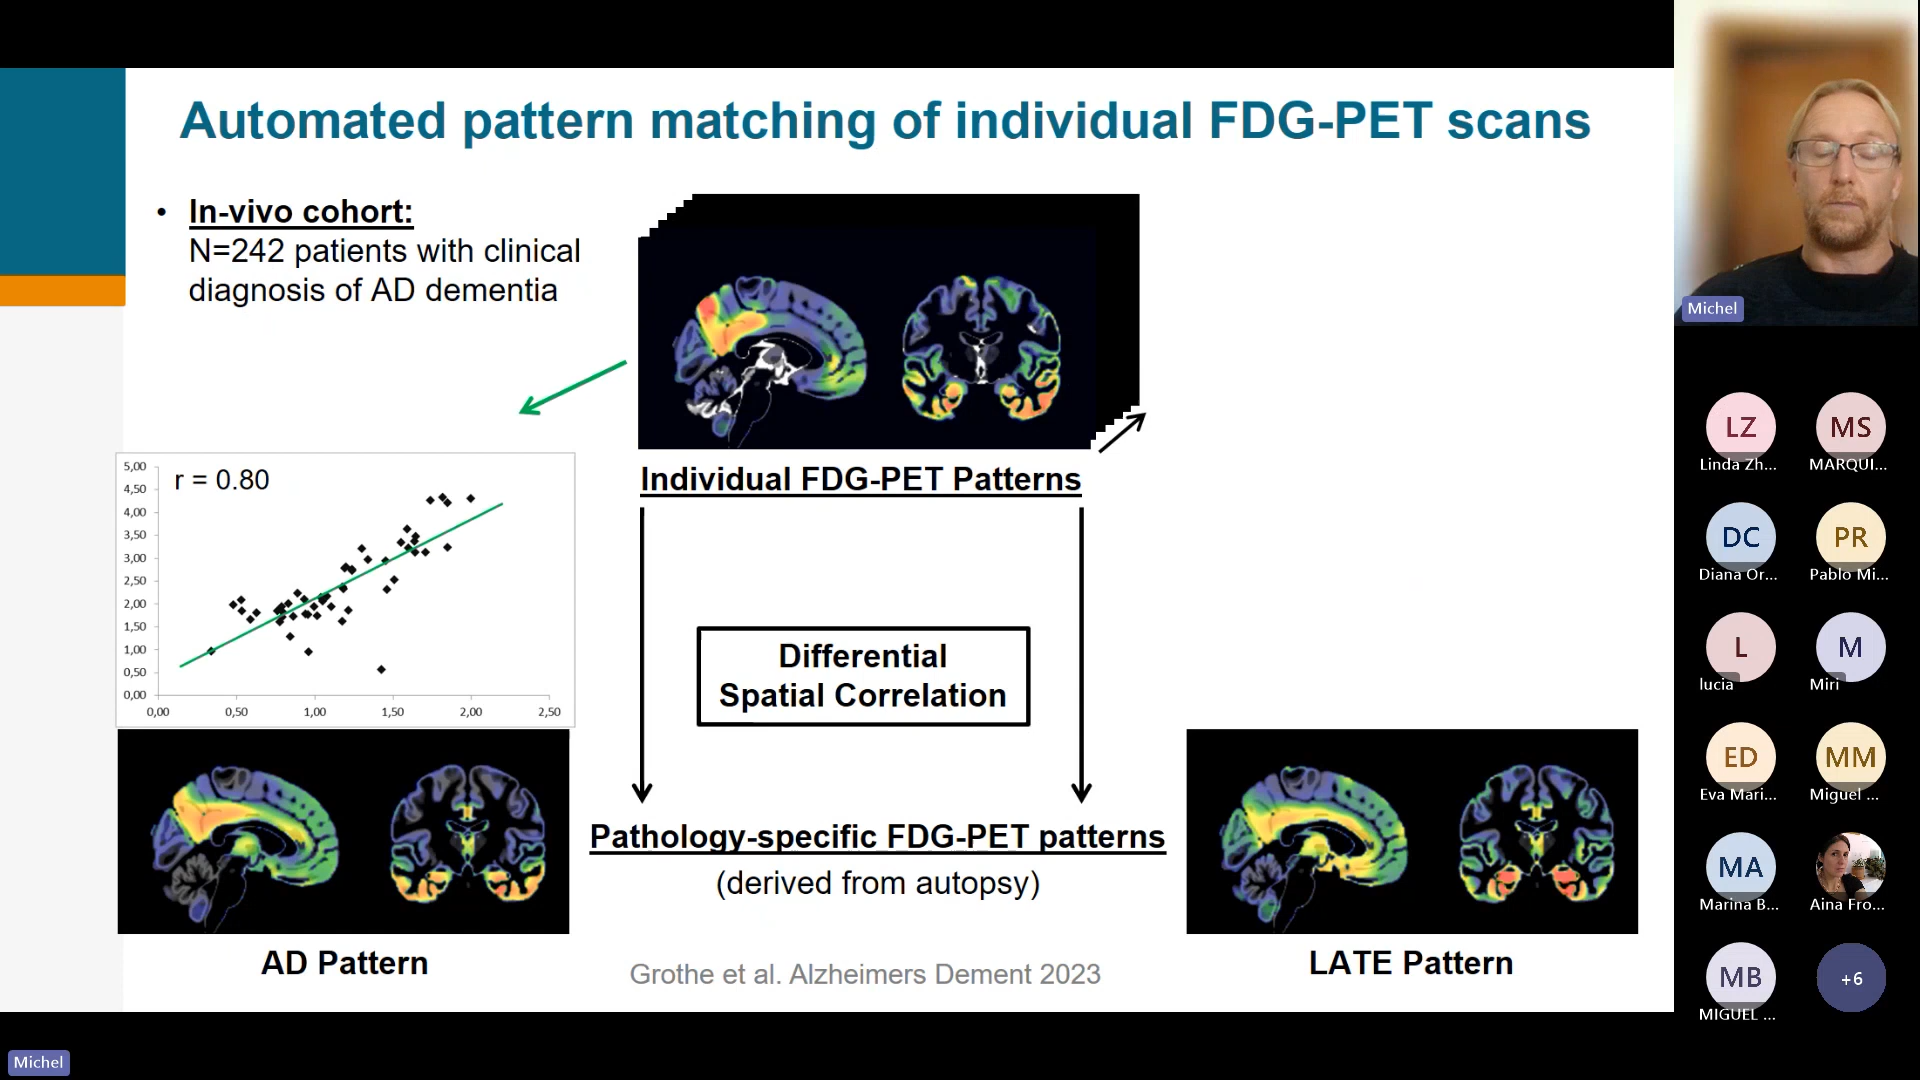 Automated pattern matching of individual FDG-PET scans
• In-vivo cohort:
N=242 patients with clinical
diagnosis of AD dementia
r = 0.80
5,00
4,50
4,00
3,50
3,00
2,50
2,00
1,50
1,00
0,50
0,00
0,00 0,50 1,00 1,50 2,00 2,50
Individual FDG-PET Patterns
Differential
Spatial Correlation
Pathology-specific FDG-PET patterns
(derived from autopsy)
AD Pattern
LATE Pattern
Grothe et al. Alzheimers Dement 2023
Michel
LZ
Linda Zh...
MS
MARQUI...
DC
Diana Or...
PR
Pablo Mi...
L
lucia
M
Miri
ED
Eva Mari...
MM
Miguel ...
MA
Marina B...
Aina Fro...
MB
MIGUEL ...
+6
Michel